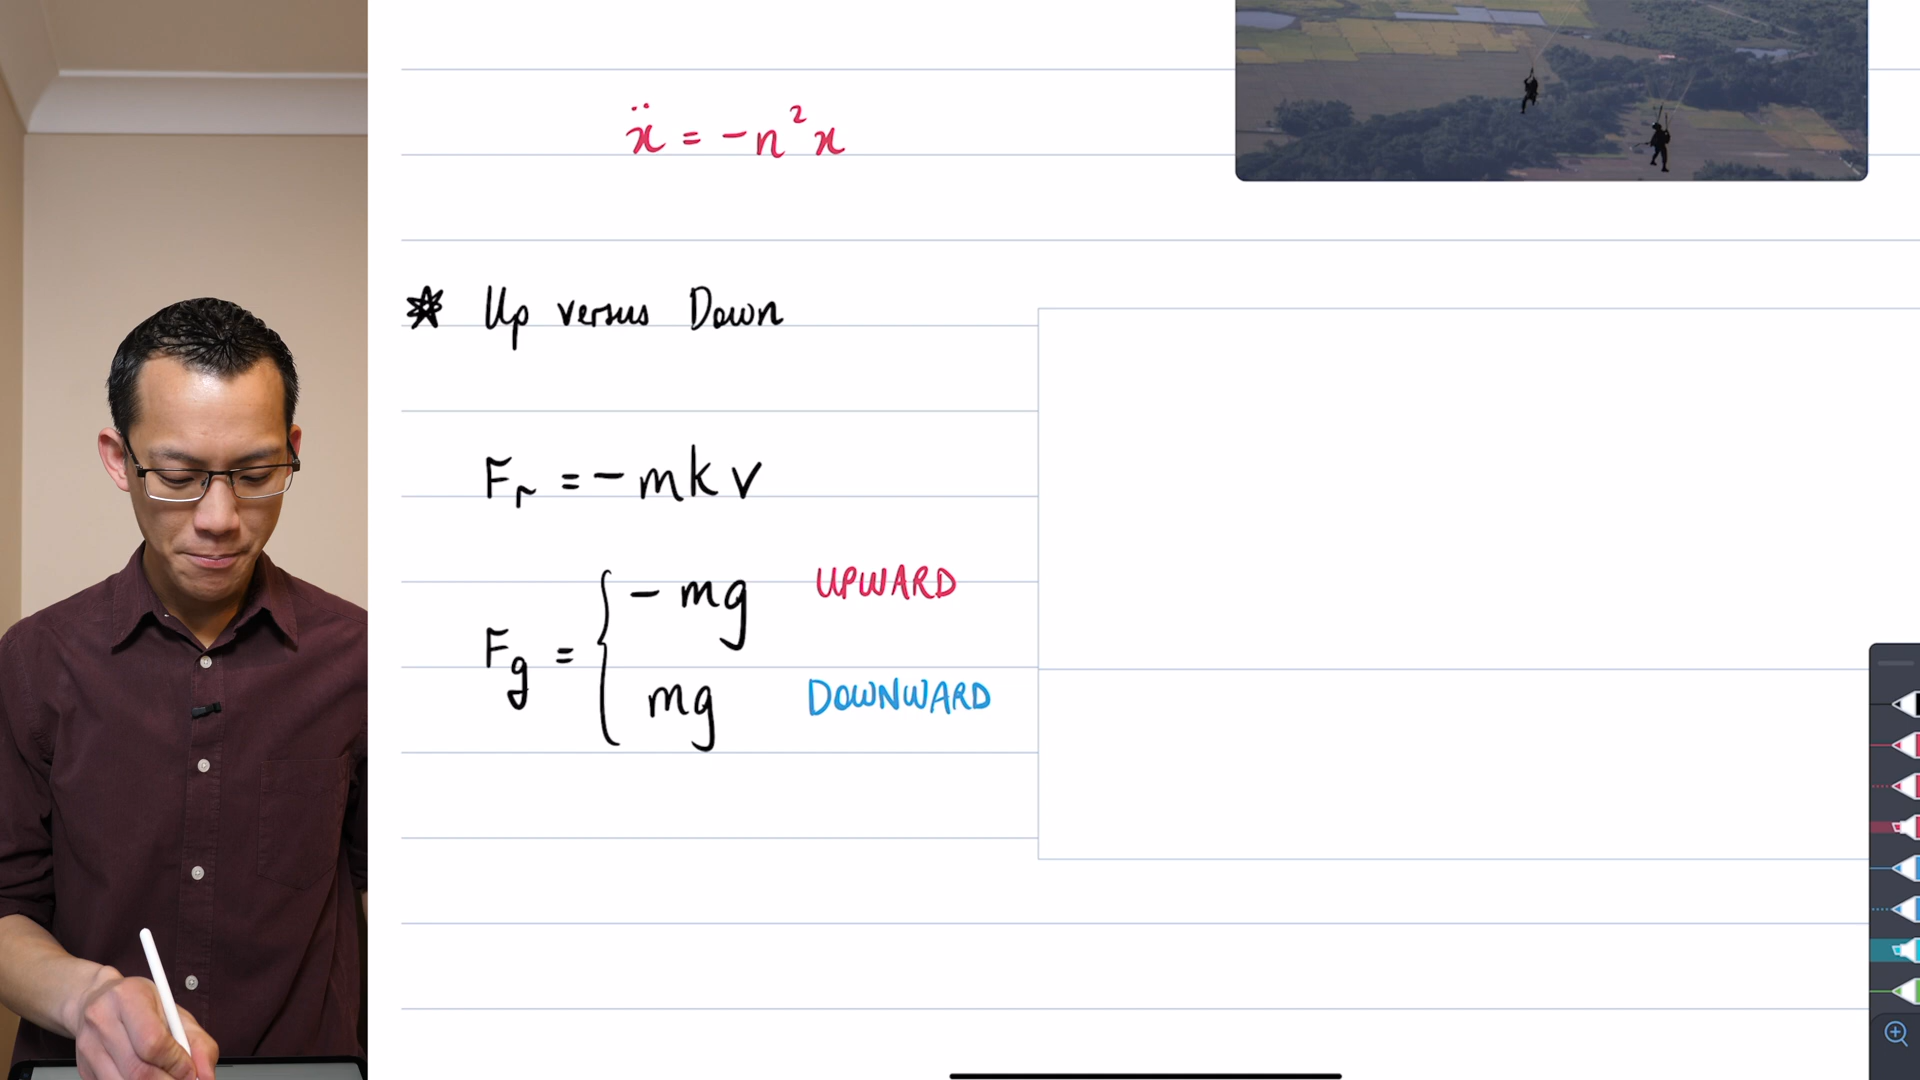 ẍ = -n²x
* Up versus Down
Fr = -mkv
Fg = { -mg UPWARD
mg DOWNWARD